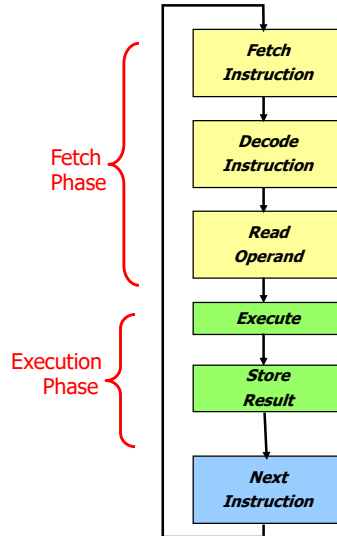 Fetch
Instruction
Decode
Instruction
Fetch
Phase
Read
Operand
Execute
Execution
Phase
Store
Result
Next
Instruction